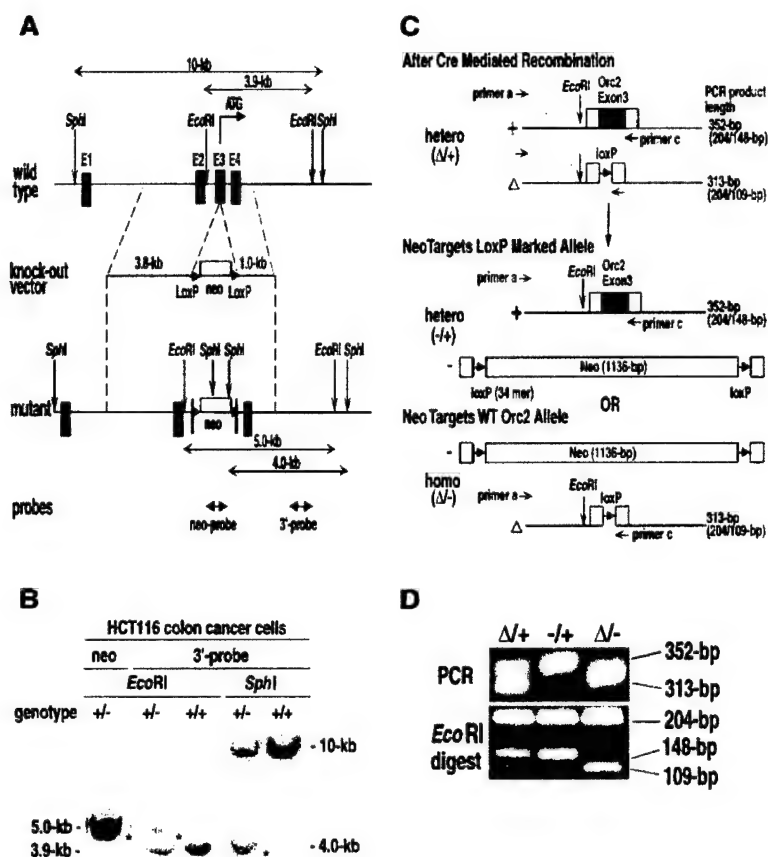 A
10-kb
3.9-kb
ATG
SphI
EcoRI
EcoRI SphI
E1
E2 E3 E4
wild type
3.8-kb
1.0-kb
knock-out vector
LoxP neo LoxP
SphI
EcoRI SphI SphI
EcoRI SphI
mutant
neo
5.0-kb
4.0-kb
probes
neo-probe
3'-probe
B
HCT116 colon cancer cells
neo 3'-probe
EcoRI SphI
genotype +/- +/- +/+ +/- +/+
- 10-kb
5.0-kb -
*
*
3.9-kb -
*
- 4.0-kb
C
After Cre Mediated Recombination
primer a →
EcoRI
Orc2 Exon3
PCR product length
hetero (Δ/+)
+
← primer c
352-bp (204/148-bp)
→
loxP
Δ
←
313-bp (204/109-bp)
Neo Targets LoxP Marked Allele
primer a →
EcoRI
Orc2 Exon3
hetero (-/+)
+
← primer c
352-bp (204/148-bp)
-
Neo (1136-bp)
loxP (34 mer)
loxP
OR
Neo Targets WT Orc2 Allele
-
Neo (1136-bp)
homo (Δ/-)
primer a →
EcoRI
loxP
Δ
← primer c
313-bp (204/109-bp)
D
Δ/+ -/+ Δ/-
PCR
352-bp
313-bp
EcoRI digest
204-bp
148-bp
109-bp